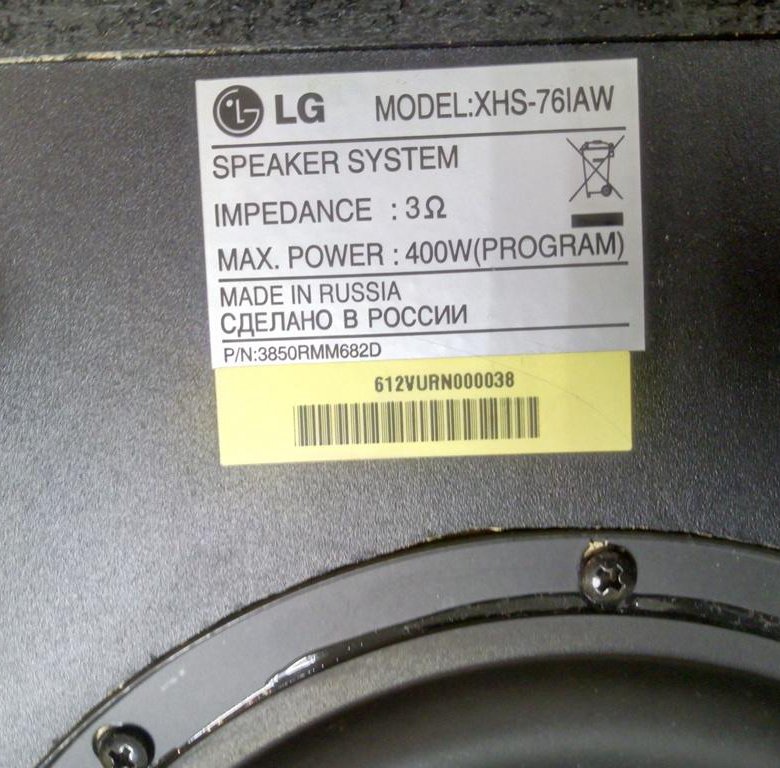 LG MODEL:XHS-76IAW
SPEAKER SYSTEM
IMPEDANCE : 3Ω
MAX. POWER : 400W(PROGRAM)
MADE IN RUSSIA
СДЕЛАНО В РОССИИ
P/N:3850RMM682D
612VURN000038